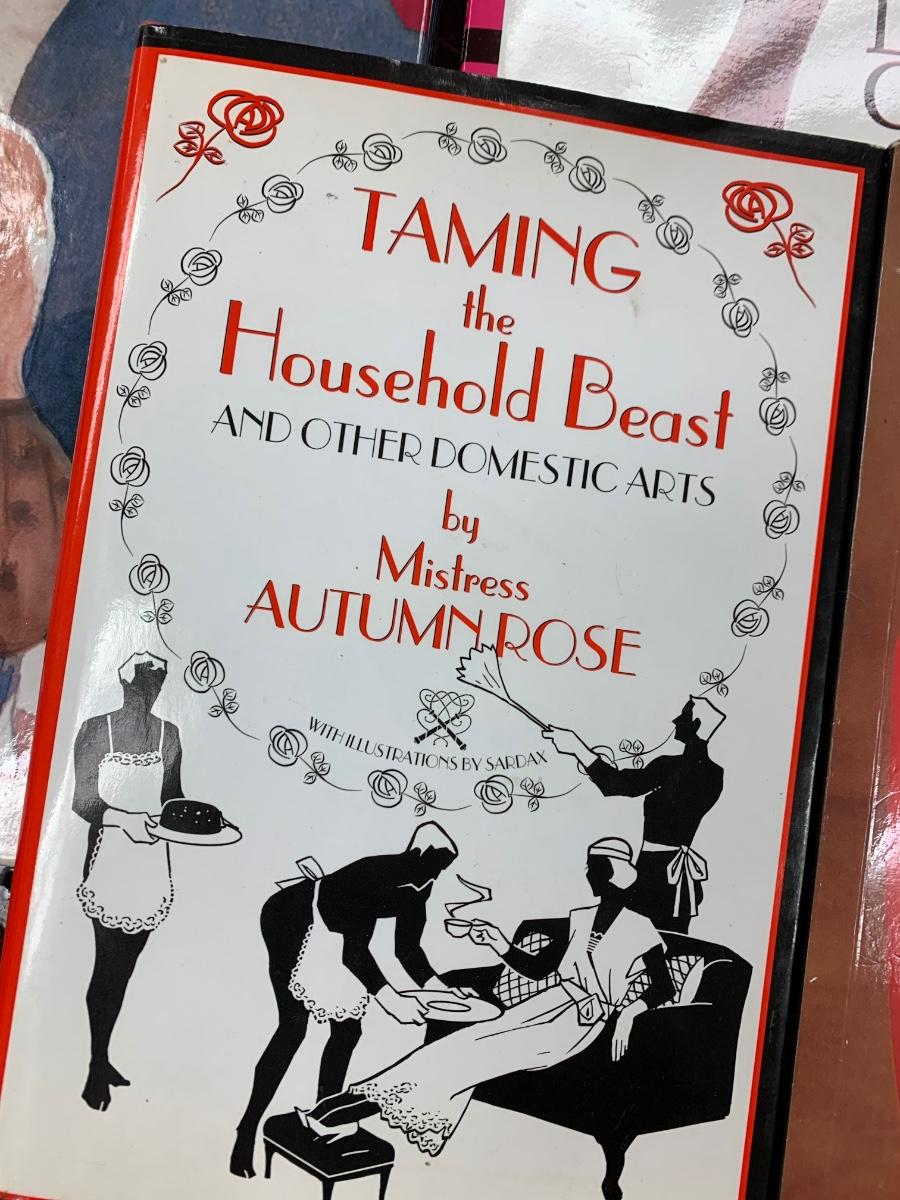 TAMING
the
Household Beast
AND OTHER DOMESTIC ARTS
by
Mistress
AUTUMN ROSE
WITH ILLUSTRATIONS BY SARDAX